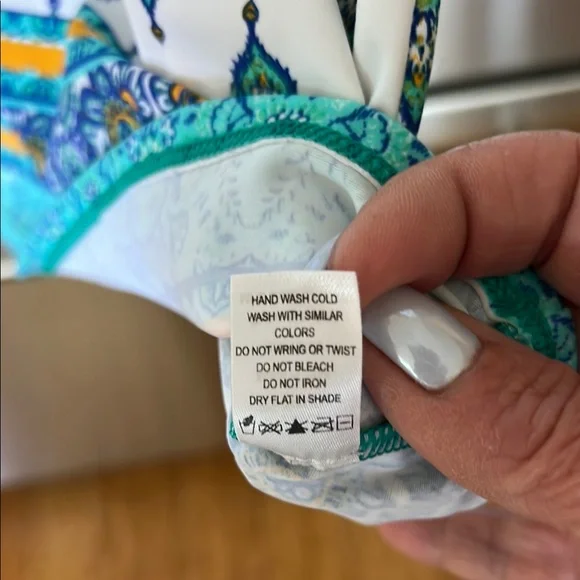 HAND WASH COLD
WASH WITH SIMILAR
COLORS
DO NOT WRING OR TWIST
DO NOT BLEACH
DO NOT IRON
DRY FLAT IN SHADE